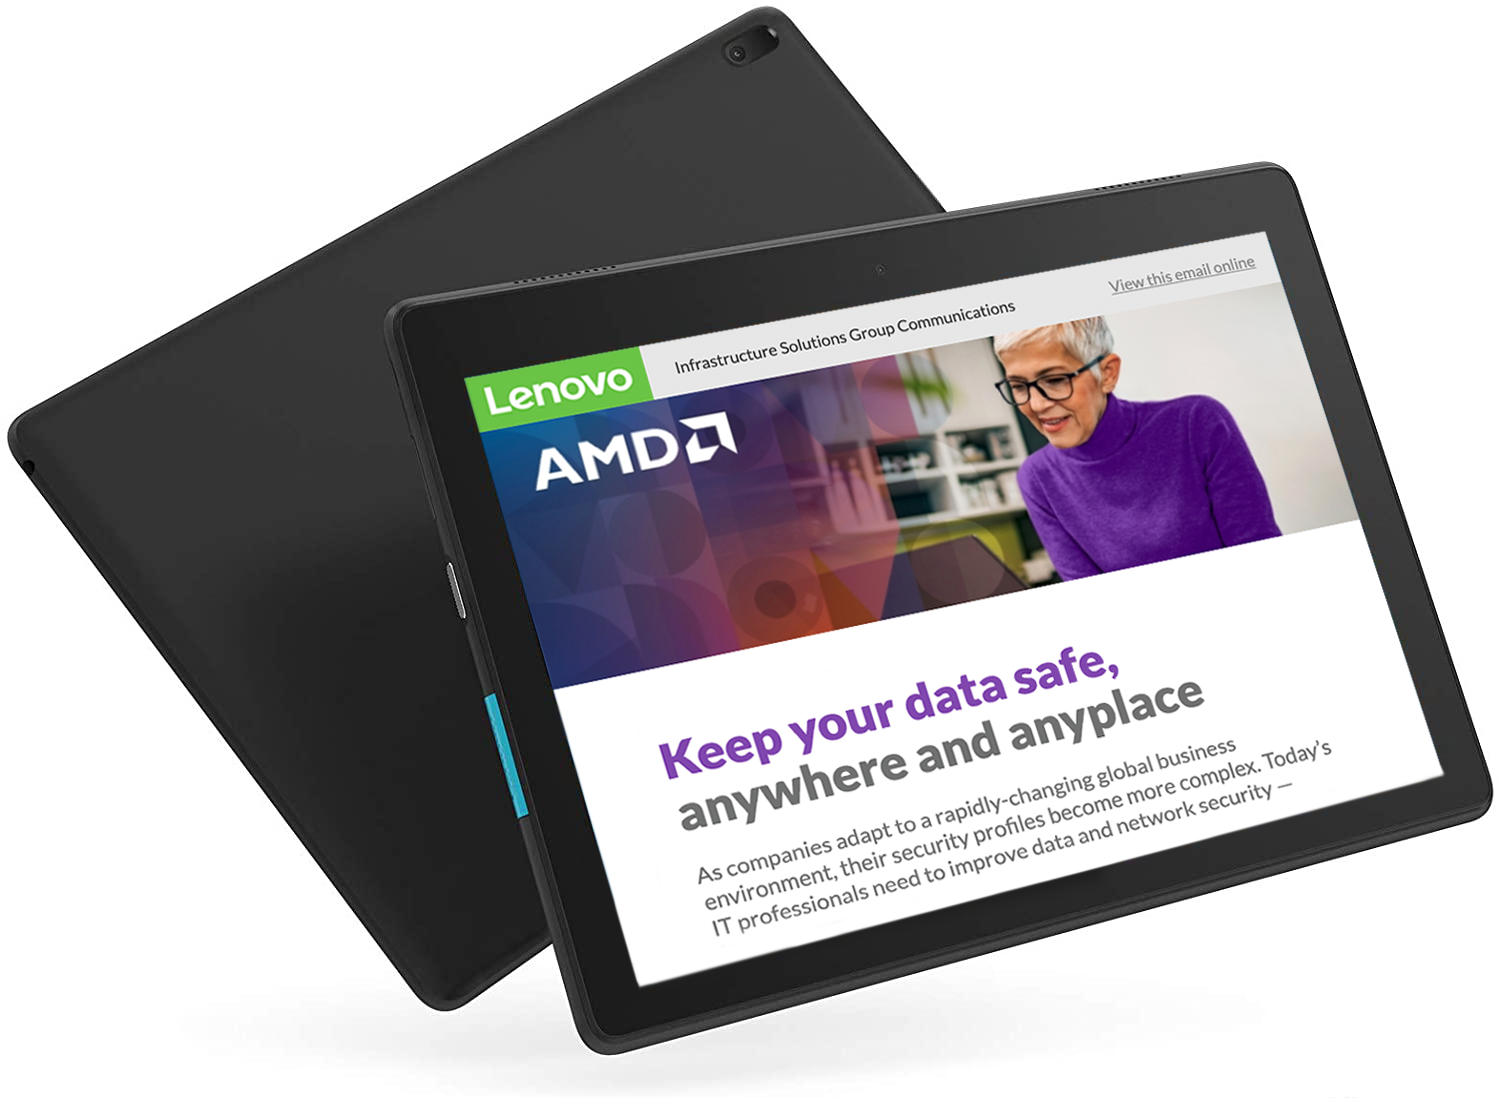 Lenovo
Infrastructure Solutions Group Communications
View this email online
AMD
Keep your data safe,
anywhere and anyplace
As companies adapt to a rapidly-changing global business
environment, their security profiles become more complex. Today’s
IT professionals need to improve data and network security —